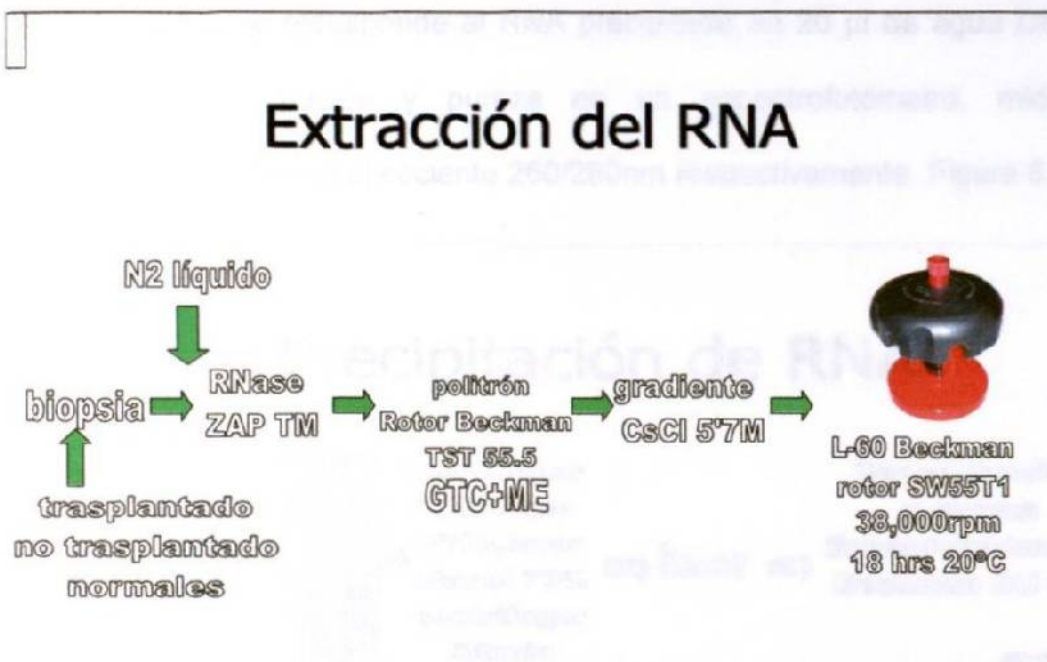 Extracción del RNA
N2 líquido
biopsia
trasplantado
no trasplantado
normales
RNase
ZAP TM
politrón
Rotor Beckman
TST 55.5
GTC+ME
gradiente
CsCl 5'7M
L-60 Beckman
rotor SW55T1
38,000rpm
18 hrs 20ºC